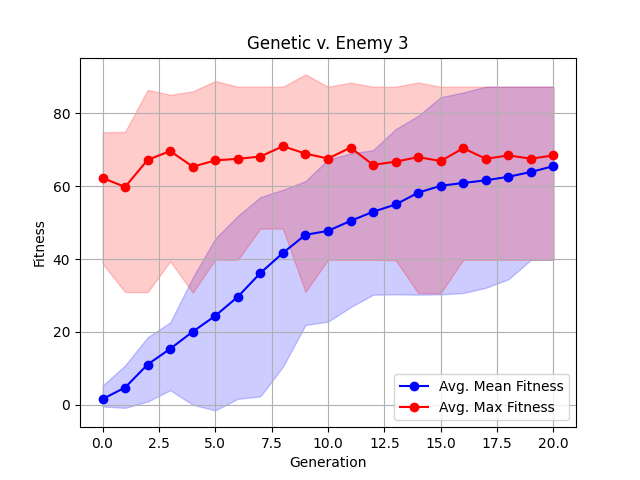 Genetic v. Enemy 3
Fitness
80
60
40
20
0
0.0 2.5 5.0 7.5 10.0 12.5 15.0 17.5 20.0
Generation
Avg. Mean Fitness
Avg. Max Fitness